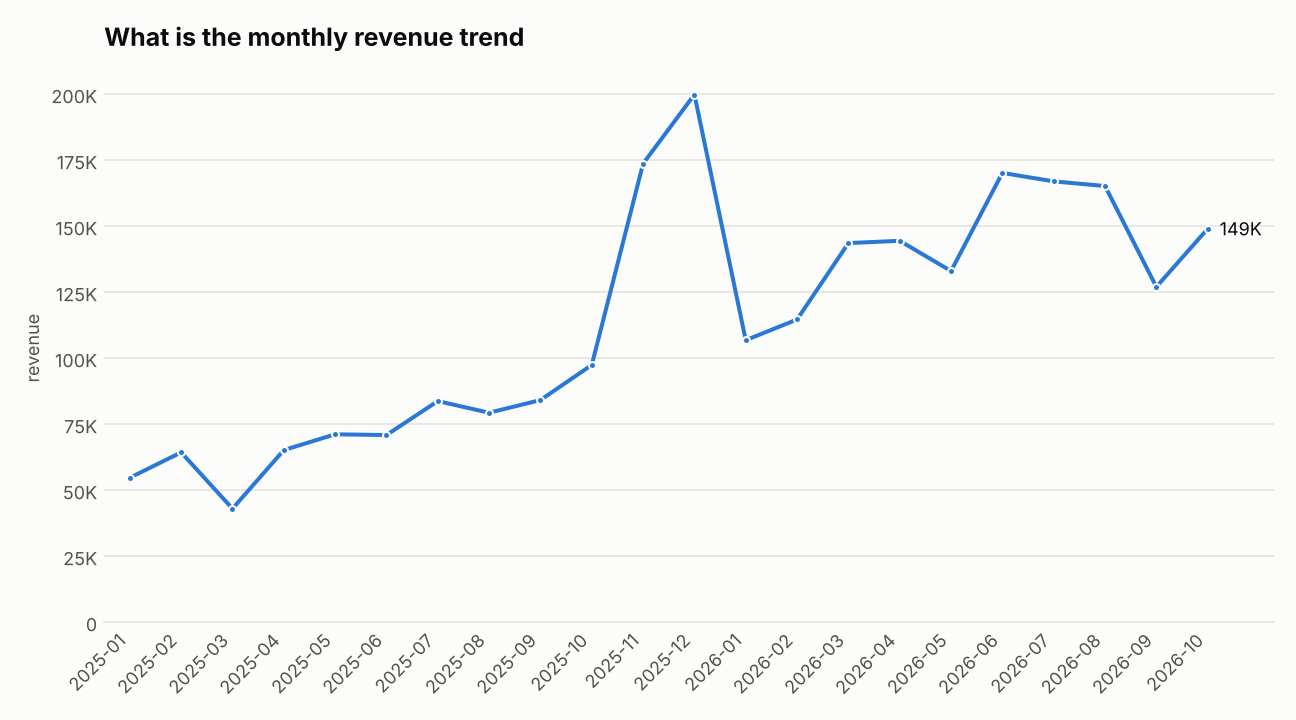 What is the monthly revenue trend
200K
175K
150K
125K
100K
75K
50K
25K
0
revenue
149K
2025-01
2025-02
2025-03
2025-04
2025-05
2025-06
2025-07
2025-08
2025-09
2025-10
2025-11
2025-12
2026-01
2026-02
2026-03
2026-04
2026-05
2026-06
2026-07
2026-08
2026-09
2026-10